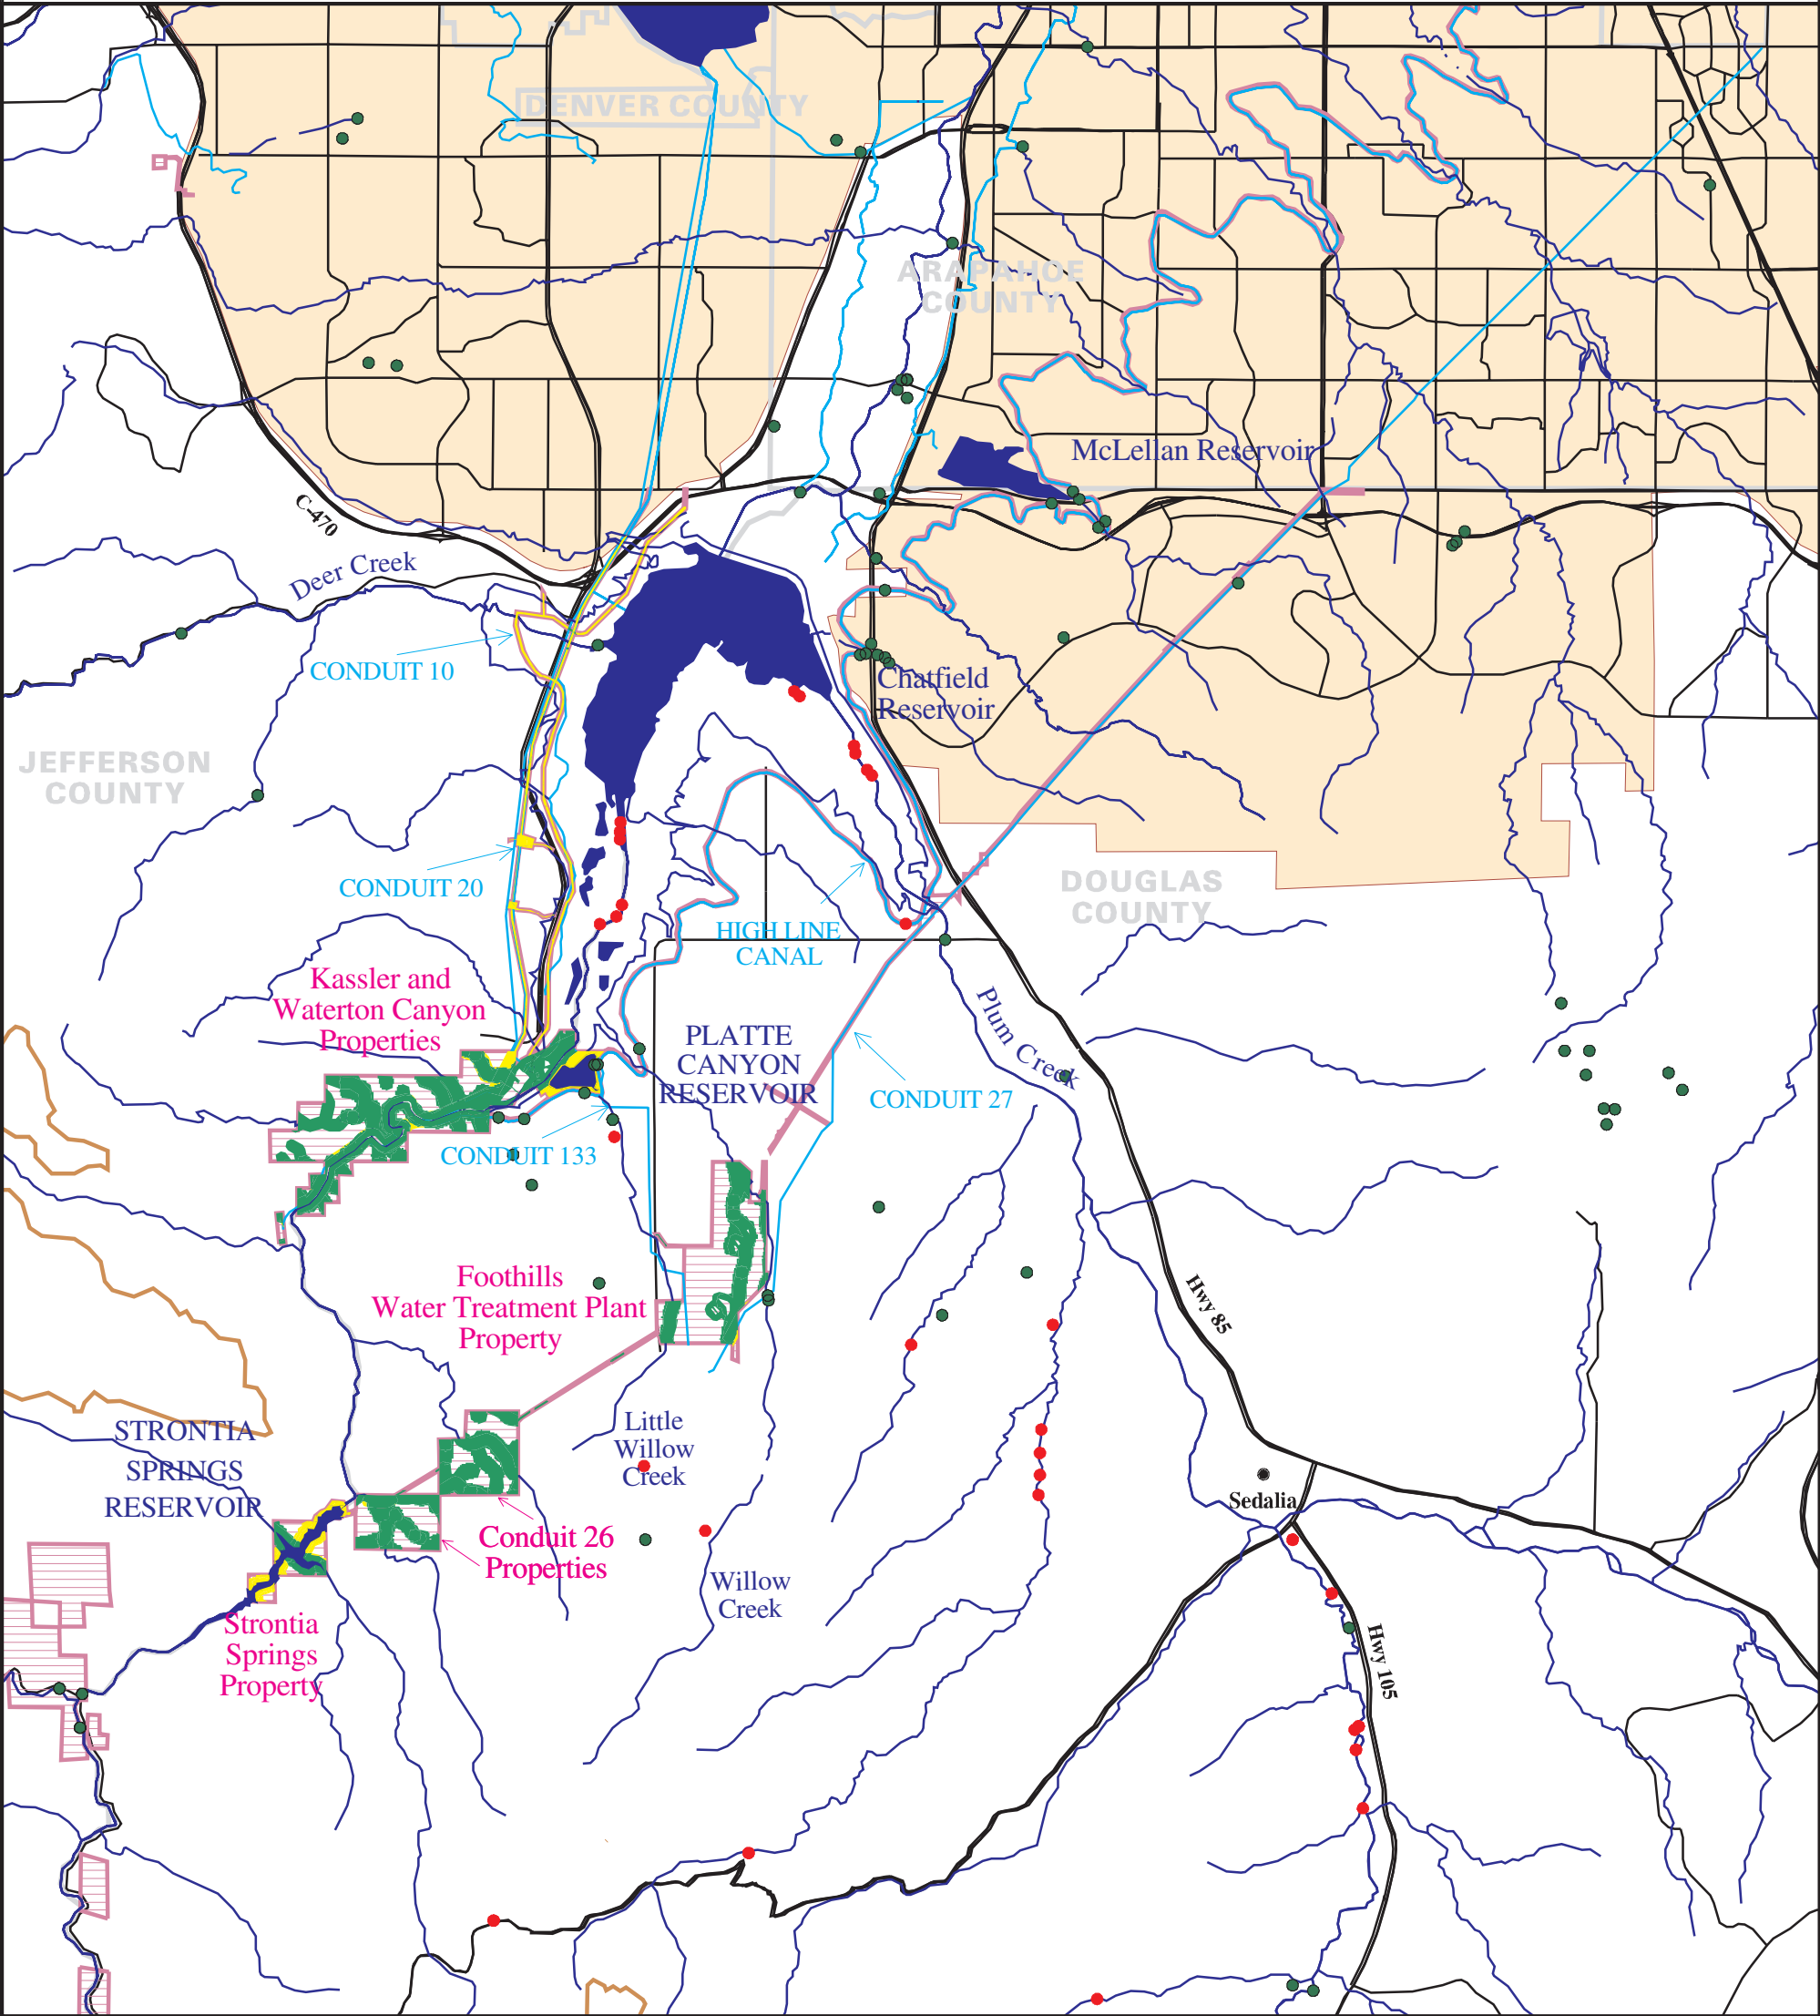 DENVER COUNTY
ARAPAHOE
COUNTY
McLellan Reservoir
C-470
Deer Creek
CONDUIT 10
Chatfield
Reservoir
JEFFERSON
COUNTY
CONDUIT 20
DOUGLAS
COUNTY
HIGH LINE
CANAL
Kassler and
Waterton Canyon
Properties
PLATTE
CANYON
RESERVOIR
Plum Creek
CONDUIT 27
CONDUIT 133
Foothills
Water Treatment Plant
Property
Hwy 85
STRONTIA
SPRINGS
RESERVOIR
Little
Willow
Creek
Sedalia
Conduit 26
Properties
Willow
Creek
Strontia
Springs
Property
Hwy 105